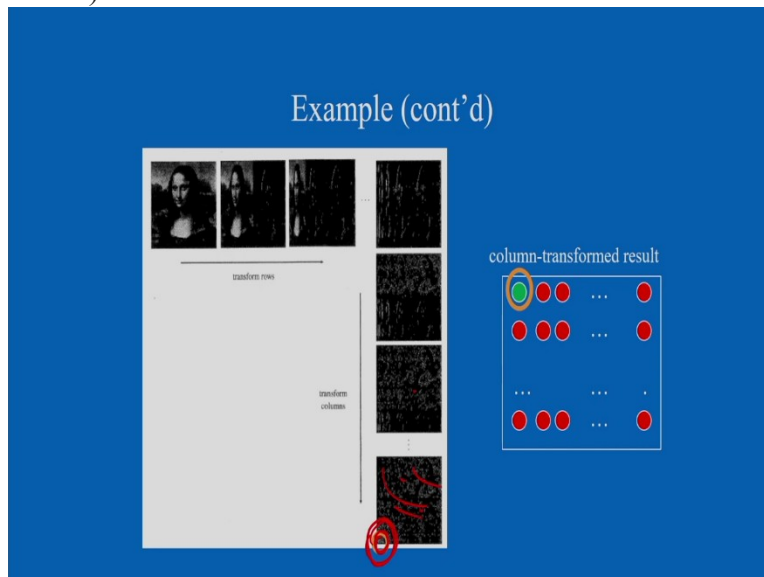 )
Example (cont’d)
...
transform rows
column-transformed result
...
transform
columns
...
...
.
...
...